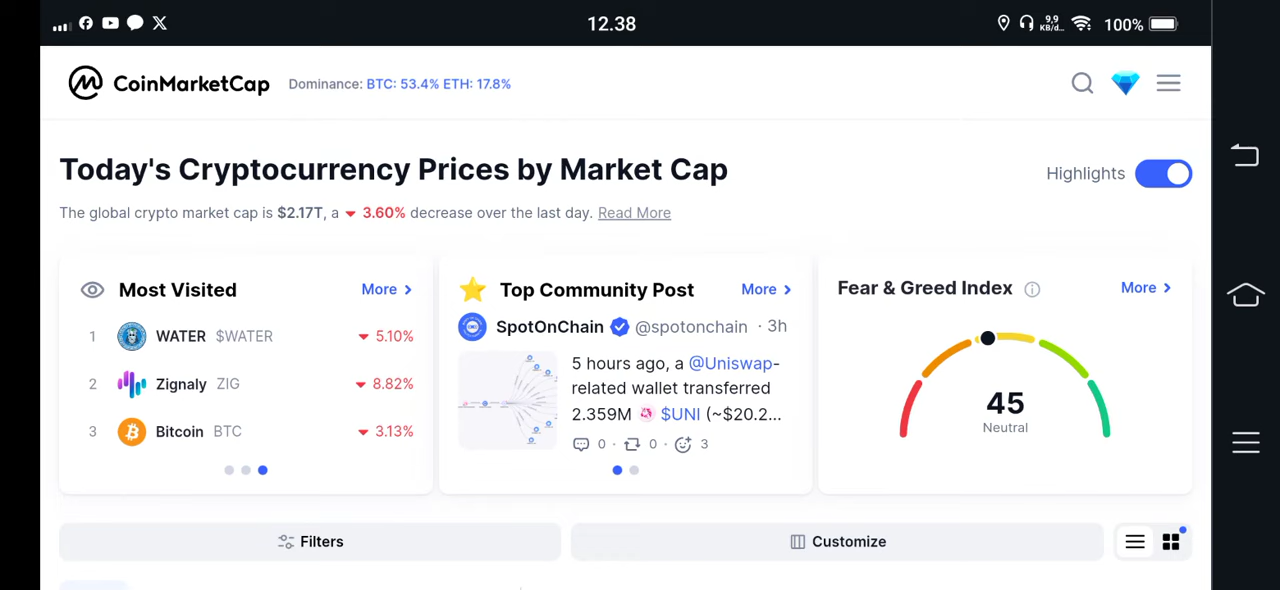 12.38
9,9
KB/d...
100%
CoinMarketCap
Dominance: BTC: 53.4% ETH: 17.8%
Today's Cryptocurrency Prices by Market Cap
Highlights
The global crypto market cap is $2.17T, a 3.60% decrease over the last day. Read More
Most Visited
More >
1 WATER $WATER 5.10%
2 Zignaly ZIG 8.82%
3 Bitcoin BTC 3.13%
Top Community Post
More >
SpotOnChain @spotonchain · 3h
5 hours ago, a @Uniswap-
related wallet transferred
2.359M $UNI (~$20.2...
0 · 0 · 3
Fear & Greed Index
More >
45
Neutral
Filters
Customize